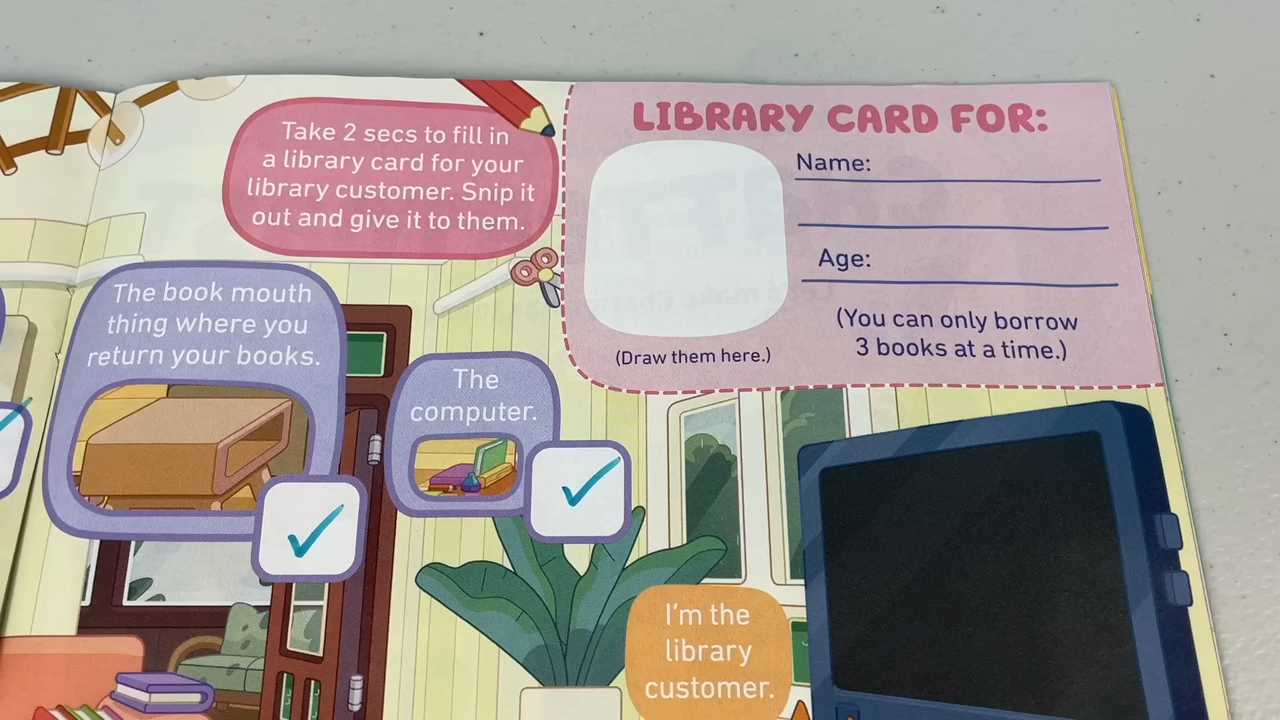 Take 2 secs to fill in
a library card for your
library customer. Snip it
out and give it to them.
LIBRARY CARD FOR:
Name:
Age:
(You can only borrow
3 books at a time.)
(Draw them here.)
The book mouth
thing where you
return your books.
The
computer.
I'm the
library
customer.